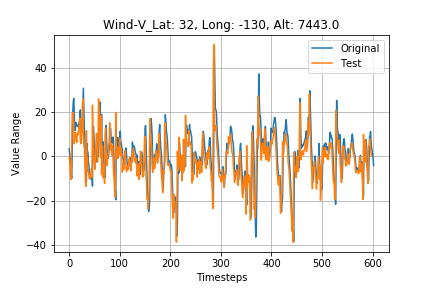 Wind-V_Lat: 32, Long: -130, Alt: 7443.0
Original
Test
Value Range
40
20
0
−20
−40
0 100 200 300 400 500 600
Timesteps